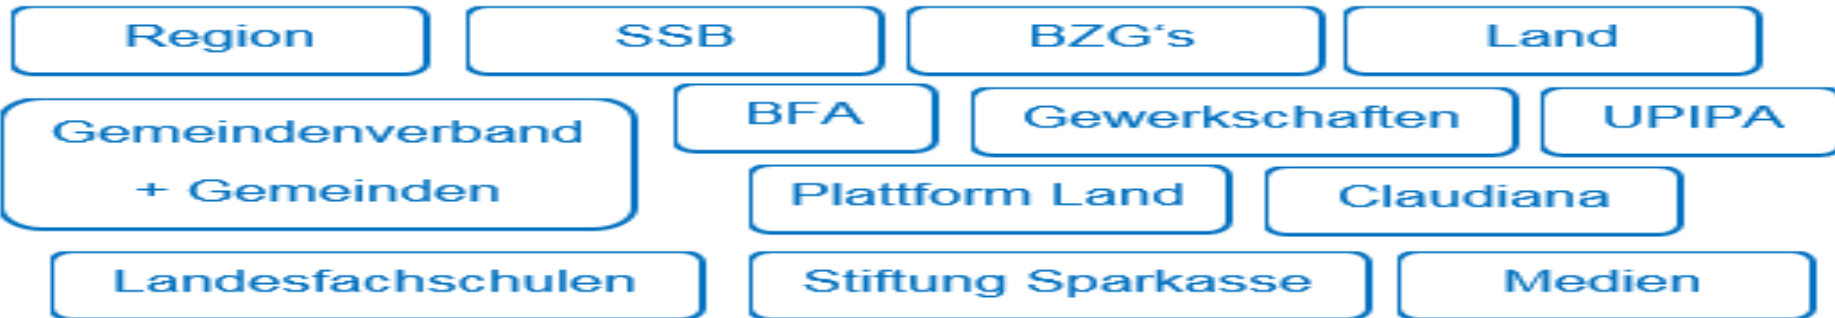 Region
SSB
BZG‘s
Land
Gemeindenverband
+ Gemeinden
BFA
Gewerkschaften
UPIPA
Plattform Land
Claudiana
Landesfachschulen
Stiftung Sparkasse
Medien